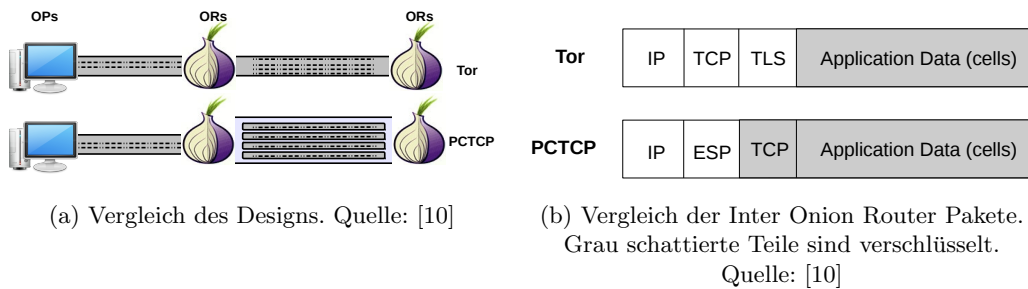 OPs ORs ORs
Tor
PCTCP
(a) Vergleich des Designs. Quelle: [10]
Tor IP TCP TLS Application Data (cells)
PCTCP IP ESP TCP Application Data (cells)
(b) Vergleich der Inter Onion Router Pakete.
Grau schattierte Teile sind verschlüsselt.
Quelle: [10]